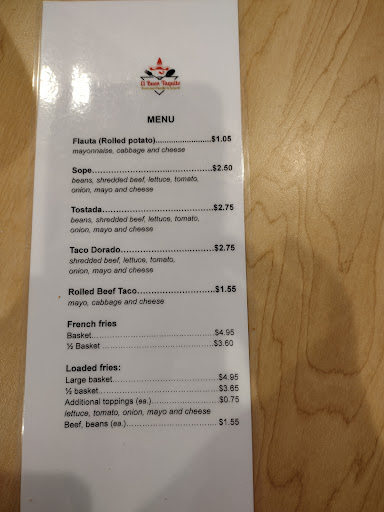 El Buen Taquito
MENU
Flauta (Rolled potato)........................$1.05
mayonnaise, cabbage and cheese
Sope..................................................$2.50
beans, shredded beef, lettuce, tomato,
onion, mayo and cheese
Tostada.............................................$2.75
beans, shredded beef, lettuce, tomato,
onion, mayo and cheese
Taco Dorado.....................................$2.75
shredded beef, lettuce, tomato,
onion, mayo and cheese
Rolled Beef Taco..............................$1.55
mayo, cabbage and cheese
French fries
Basket...............................................$4.95
½ Basket ..........................................$3.60
Loaded fries:
Large basket......................................$4.95
½ basket............................................$3.65
Additional toppings (ea.)....................$0.75
lettuce, tomato, onion, mayo and cheese
Beef, beans (ea.)...............................$1.55